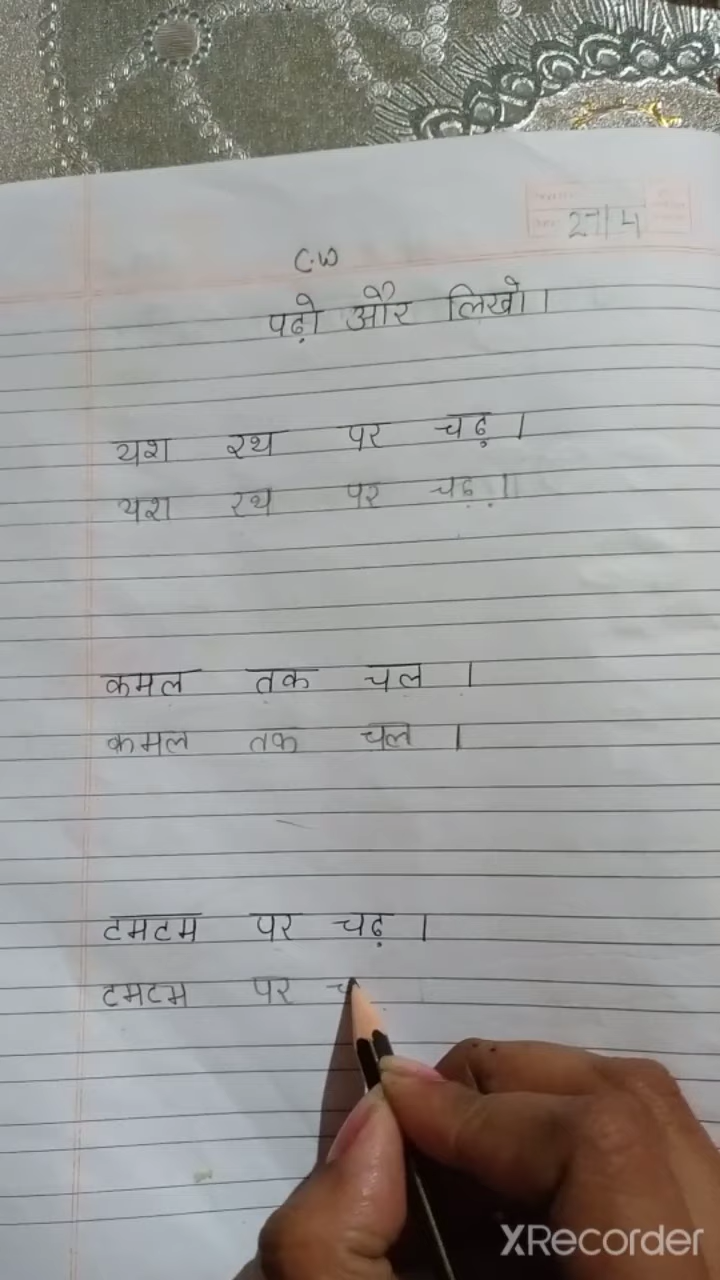 27/4
C.W
पढ़ो और लिखो।
यश रथ पर चढ़।
यश रथ पर चढ़।
कमल तक चल ।
कमल तक चल ।
टमटम पर चढ़ ।
टमटम पर च
XRecorder